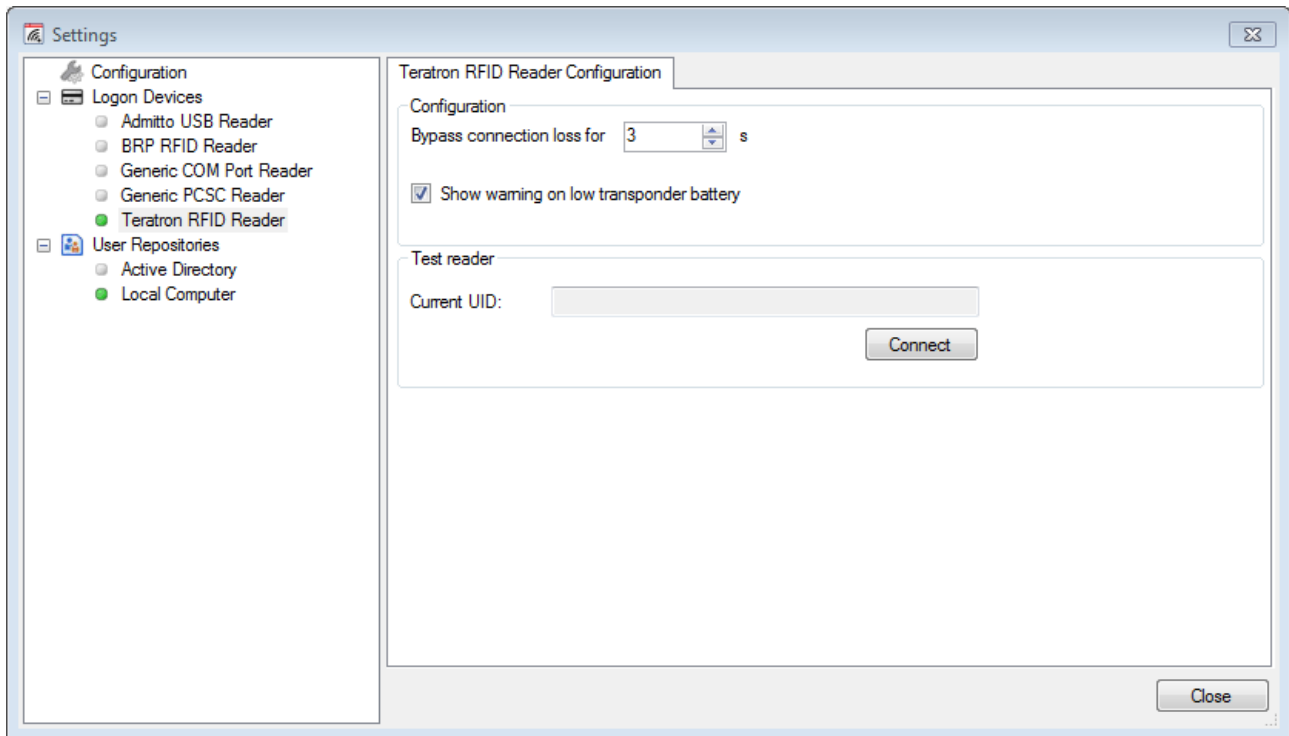 Settings
Configuration
Logon Devices
Admitto USB Reader
BRP RFID Reader
Generic COM Port Reader
Generic PCSC Reader
Teratron RFID Reader
User Repositories
Active Directory
Local Computer
Teratron RFID Reader Configuration
Configuration
Bypass connection loss for 3 s
Show warning on low transponder battery
Test reader
Current UID:
Connect
Close